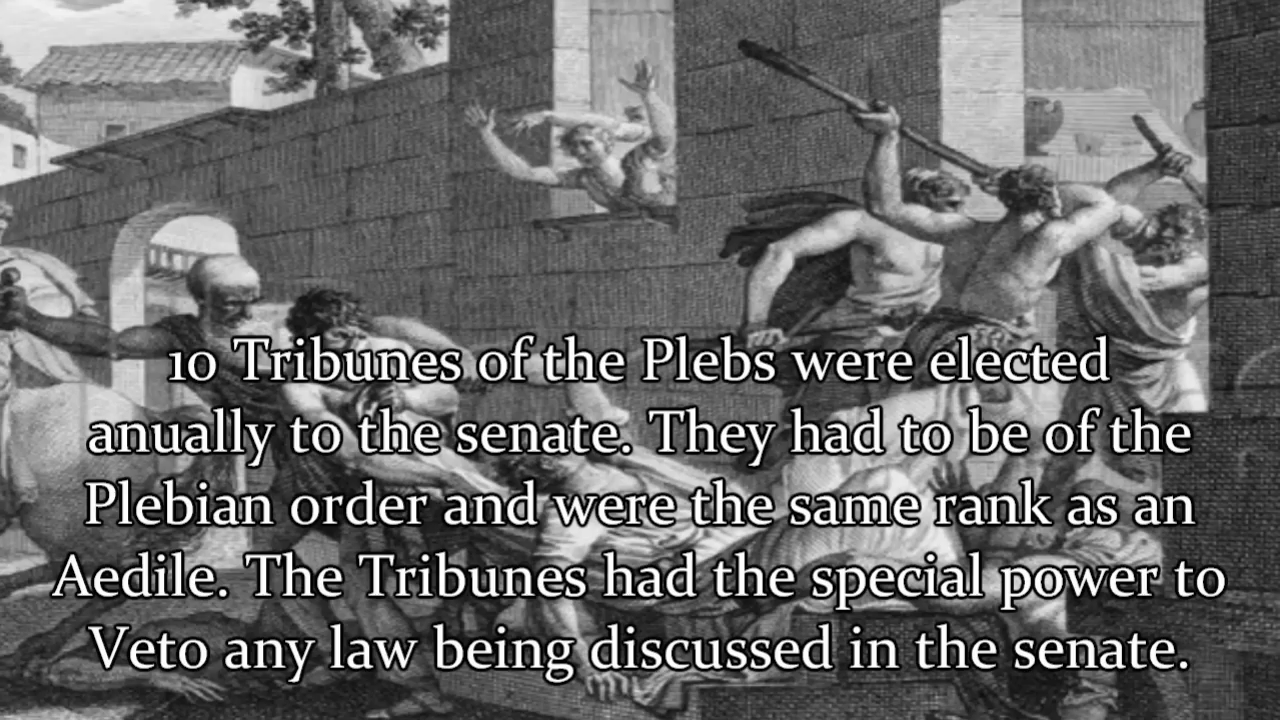 10 Tribunes of the Plebs were elected
anually to the senate. They had to be of the
Plebian order and were the same rank as an
Aedile. The Tribunes had the special power to
Veto any law being discussed in the senate.